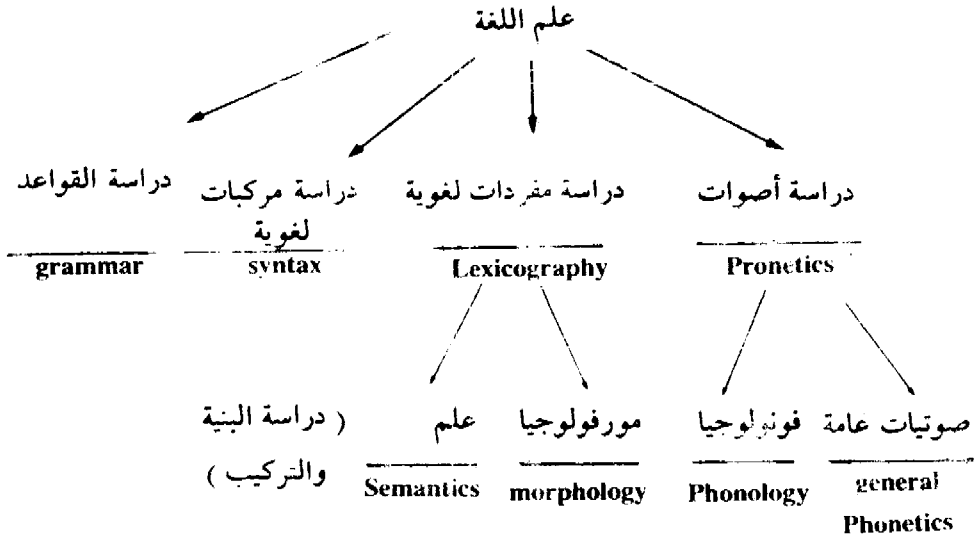 علم اللغة
دراسة أصوات
دراسة مفردات لغوية
دراسة مركبات
لغوية
دراسة القواعد
Pronetics
Lexicography
syntax
grammar
صوتيات عامة
فونولوجيا
مورفولوجيا
علم
( دراسة البنية
والتركيب )
general
Phonetics
Phonology
morphology
Semantics